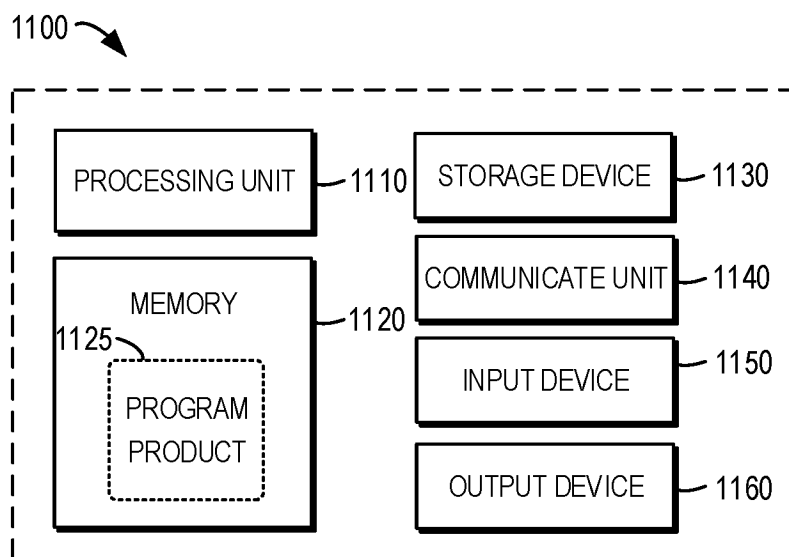 1100
PROCESSING UNIT
1110
STORAGE DEVICE
1130
COMMUNICATE UNIT
1140
MEMORY
1120
1125
PROGRAM
PRODUCT
INPUT DEVICE
1150
OUTPUT DEVICE
1160